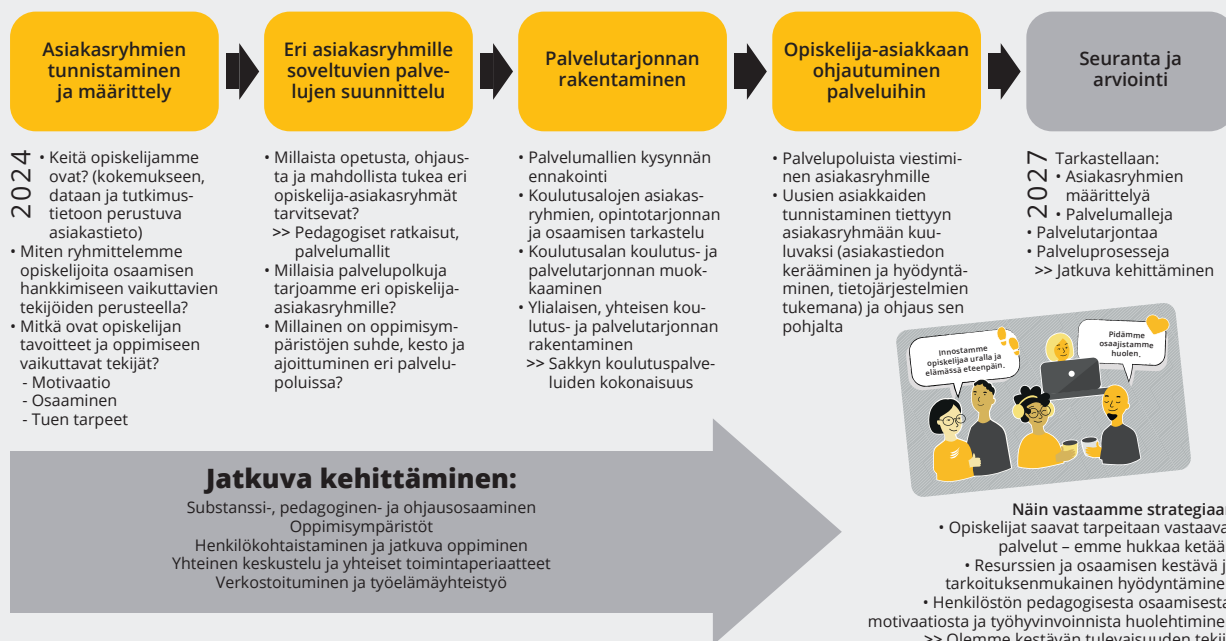 Asiakasryhmien
tunnistaminen
ja määrittely
Eri asiakasryhmille
soveltuvien palve-
lujen suunnittelu
Palvelutarjonnan
rakentaminen
Opiskelija-asiakkaan
ohjautuminen
palveluihin
Seuranta ja
arviointi
2024
• Keitä opiskelijamme
ovat? (kokemukseen,
dataan ja tutkimus-
tietoon perustuva
asiakastieto)
• Miten ryhmittelemme
opiskelijoita osaamisen
hankkimiseen vaikuttavien
tekijöiden perusteella?
• Mitkä ovat opiskelijan
tavoitteet ja oppimiseen
vaikuttavat tekijät?
- Motivaatio
- Osaaminen
- Tuen tarpeet
• Millaista opetusta, ohjaus-
ta ja mahdollista tukea eri
opiskelija-asiakasryhmät
tarvitsevat?
>> Pedagogiset ratkaisut,
palvelumallit
• Millaisia palvelupolkuja
tarjoamme eri opiskelija-
asiakasryhmille?
• Millainen on oppimisym-
päristöjen suhde, kesto ja
ajoittuminen eri palvelu-
poluissa?
• Palvelumallien kysynnän
ennakointi
• Koulutusalojen asiakas-
ryhmien, opintotarjonnan
ja osaamisen tarkastelu
• Koulutusalan koulutus- ja
palvelutarjonnan muok-
kaaminen
• Ylialaisen, yhteisen kou-
lutus- ja palvelutarjonnan
rakentaminen
>> Sakkyn koulutuspalve-
luiden kokonaisuus
• Palvelupoluista viestimi-
nen asiakasryhmille
• Uusien asiakkaiden
tunnistaminen tiettyyn
asiakasryhmään kuu-
luvaksi (asiakastiedon
kerääminen ja hyödyntä-
minen, tietojärjestelmien
tukemana) ja ohjaus sen
pohjalta
2027
Tarkastellaan:
• Asiakasryhmien
määrittelyä
• Palvelumalleja
• Palvelutarjontaa
• Palveluprosesseja
>> Jatkuva kehittäminen
Innostamme
opiskelijaa uralla ja
elämässä eteenpäin.
Pidämme
osaajistamme
huolen.
Jatkuva kehittäminen:
Substanssi-, pedagoginen- ja ohjausosaaminen
Oppimisympäristöt
Henkilökohtaistaminen ja jatkuva oppiminen
Yhteinen keskustelu ja yhteiset toimintaperiaatteet
Verkostoituminen ja työelämäyhteistyö
Näin vastaamme strategiaan
• Opiskelijat saavat tarpeitaan vastaava
palvelut – emme hukkaa ketää
• Resurssien ja osaamisen kestävä j
tarkoituksenmukainen hyödyntämine
• Henkilöstön pedagogisesta osaamisesta
motivaatiosta ja työhyvinvoinnista huolehtimine
>> Olemme kestävän tulevaisuuden tekij